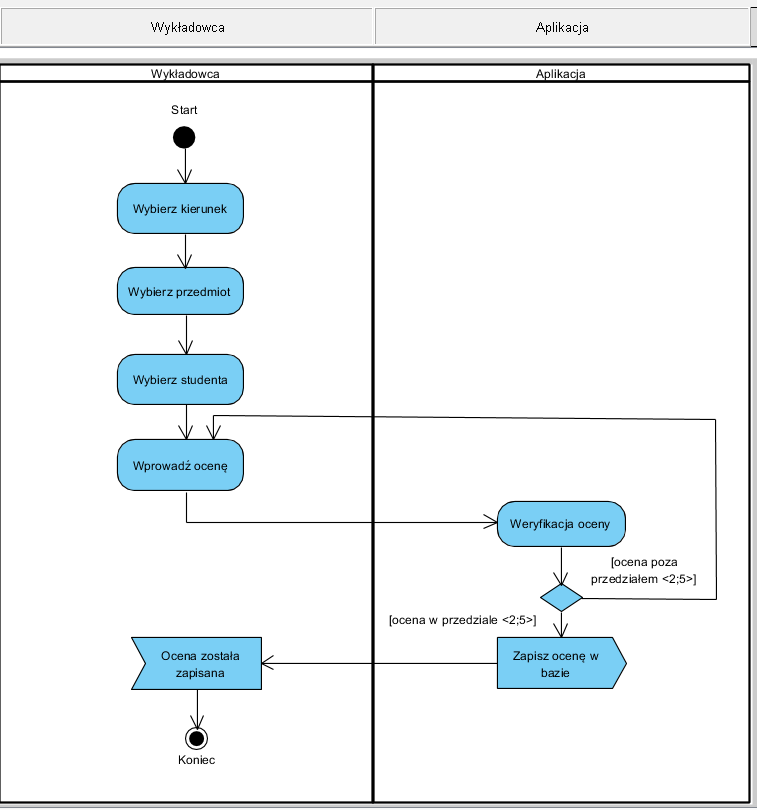 Wykładowca
Aplikacja
Wykładowca
Aplikacja
Start
Wybierz kierunek
Wybierz przedmiot
Wybierz studenta
Wprowadź ocenę
Weryfikacja oceny
[ocena poza
przedziałem <2;5>]
[ocena w przedziale <2;5>]
Ocena została
zapisana
Zapisz ocenę w
bazie
Koniec